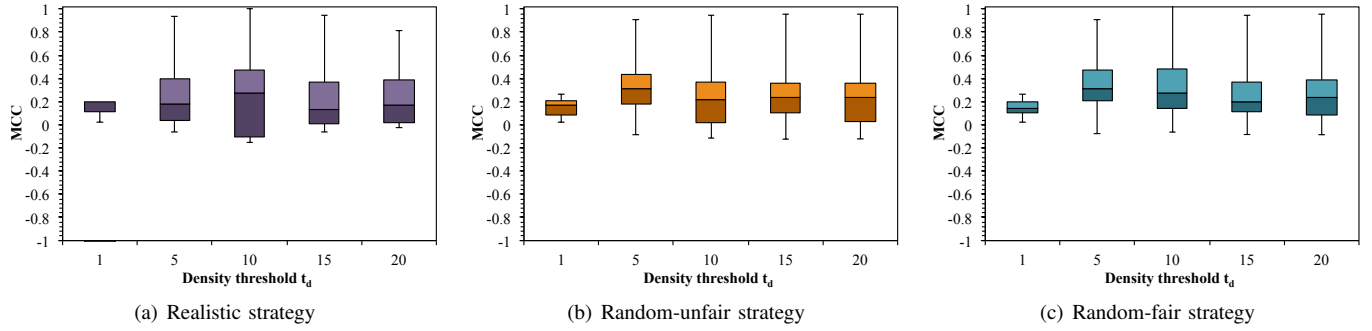 MCC
1
0.8
0.6
0.4
0.2
0
-0.2
-0.4
-0.6
-0.8
-1
1 5 10 15 20
Density threshold t_d
(a) Realistic strategy
MCC
1
0.8
0.6
0.4
0.2
0
-0.2
-0.4
-0.6
-0.8
-1
1 5 10 15 20
Density threshold t_d
(b) Random-unfair strategy
MCC
1
0.8
0.6
0.4
0.2
0
-0.2
-0.4
-0.6
-0.8
-1
1 5 10 15 20
Density threshold t_d
(c) Random-fair strategy